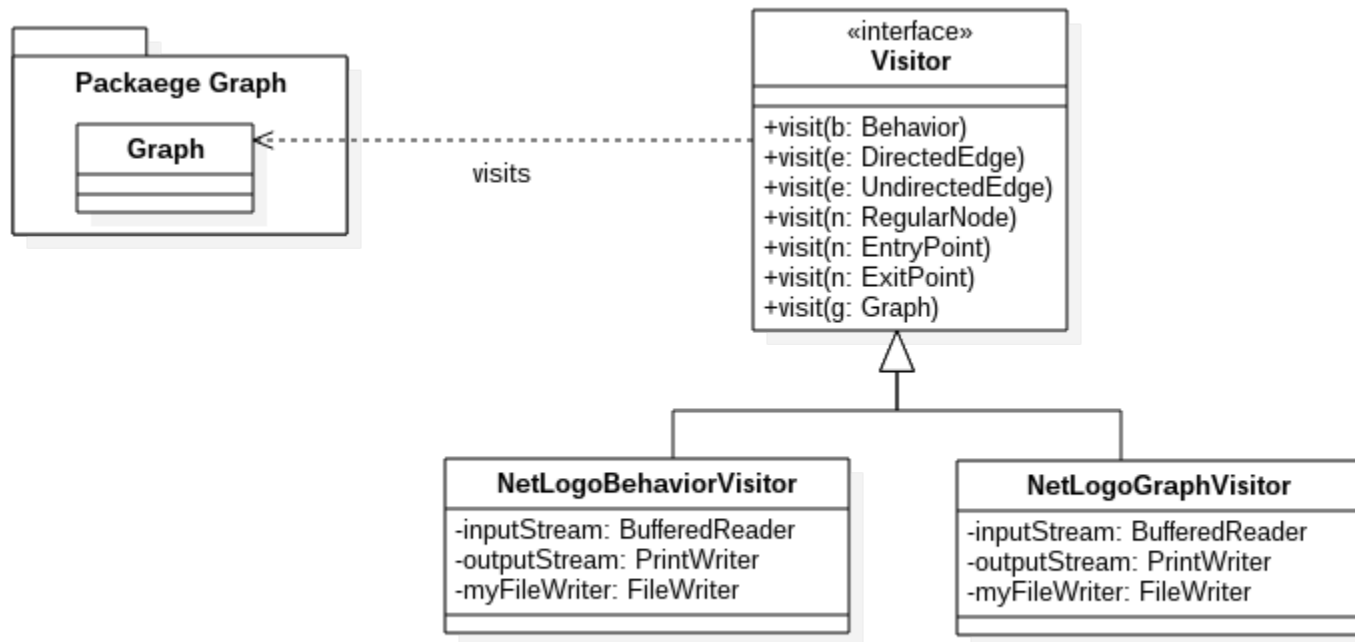 Packaege Graph
Graph
visits
«interface»
Visitor
+visit(b: Behavior)
+visit(e: DirectedEdge)
+visit(e: UndirectedEdge)
+visit(n: RegularNode)
+visit(n: EntryPoint)
+visit(n: ExitPoint)
+visit(g: Graph)
NetLogoBehaviorVisitor
-inputStream: BufferedReader
-outputStream: PrintWriter
-myFileWriter: FileWriter
NetLogoGraphVisitor
-inputStream: BufferedReader
-outputStream: PrintWriter
-myFileWriter: FileWriter